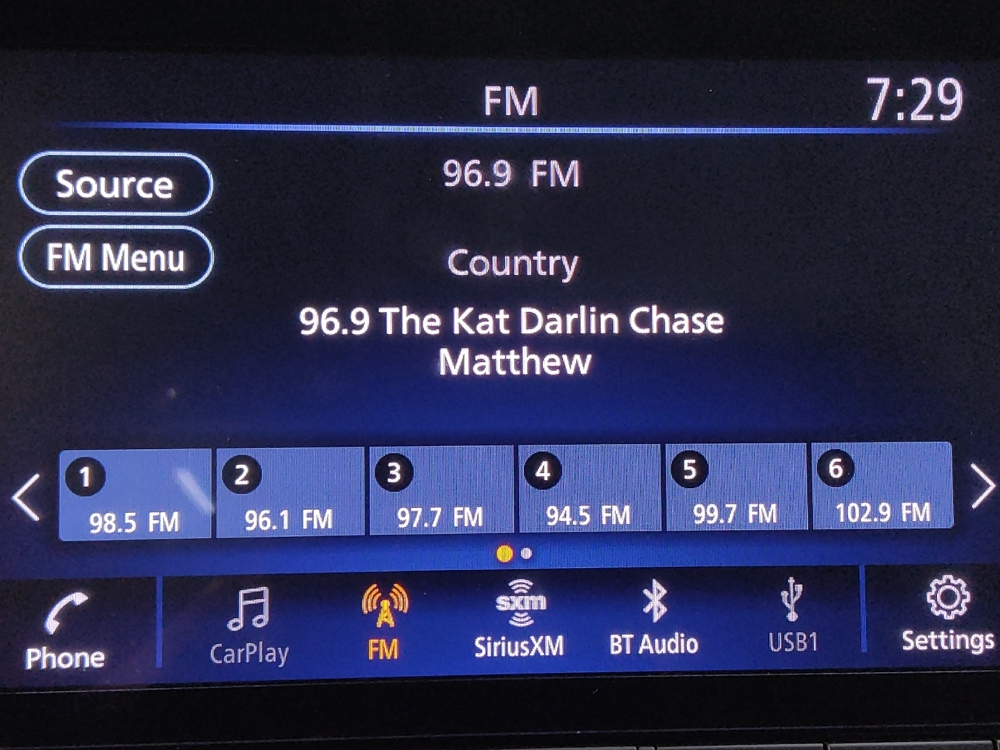 FM
7:29
Source
96.9 FM
FM Menu
Country
96.9 The Kat Darlin Chase
Matthew
1
2
3
4
5
6
98.5 FM
96.1 FM
97.7 FM
94.5 FM
99.7 FM
102.9 FM
sxm
Phone
CarPlay
FM
SiriusXM
BT Audio
USB1
Settings